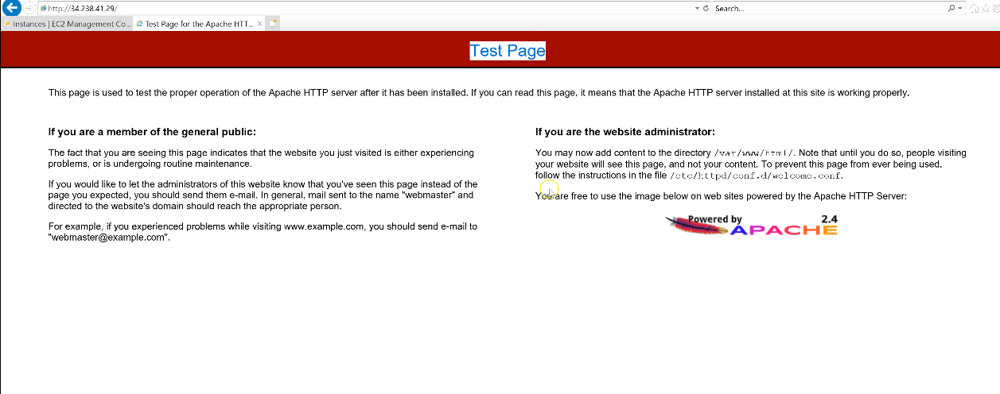 http://34.238.41.29/
Search...
Instances | EC2 Management Co...
Test Page for the Apache HTT...
Test Page
This page is used to test the proper operation of the Apache HTTP server after it has been installed. If you can read this page, it means that the Apache HTTP server installed at this site is working properly.
If you are a member of the general public:
The fact that you are seeing this page indicates that the website you just visited is either experiencing
problems, or is undergoing routine maintenance.
If you would like to let the administrators of this website know that you've seen this page instead of the
page you expected, you should send them e-mail. In general, mail sent to the name "webmaster" and
directed to the website's domain should reach the appropriate person.
For example, if you experienced problems while visiting www.example.com, you should send e-mail to
"webmaster@example.com".
If you are the website administrator:
You may now add content to the directory /var/www/html/. Note that until you do so, people visiting
your website will see this page, and not your content. To prevent this page from ever being used,
follow the instructions in the file /etc/httpd/conf.d/welcome.conf.
You are free to use the image below on web sites powered by the Apache HTTP Server:
Powered by 2.4
APACHE